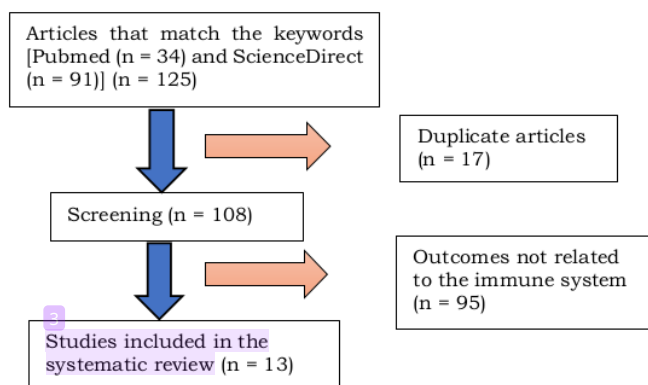 Articles that match the keywords
[Pubmed (n = 34) and ScienceDirect
(n = 91)] (n = 125)
Duplicate articles
(n = 17)
Screening (n = 108)
Outcomes not related
to the immune system
(n = 95)
3
Studies included in the
systematic review (n = 13)